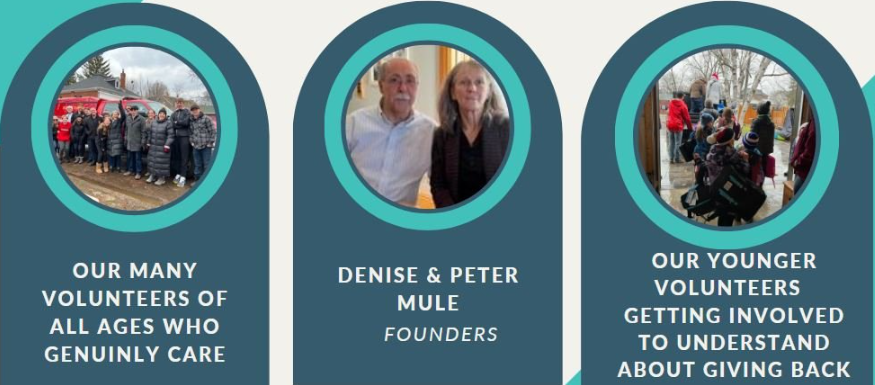 OUR MANY
VOLUNTEERS OF
ALL AGES WHO
GENUINLY CARE
DENISE & PETER
MULE
FOUNDERS
OUR YOUNGER
VOLUNTEERS
GETTING INVOLVED
TO UNDERSTAND
ABOUT GIVING BACK